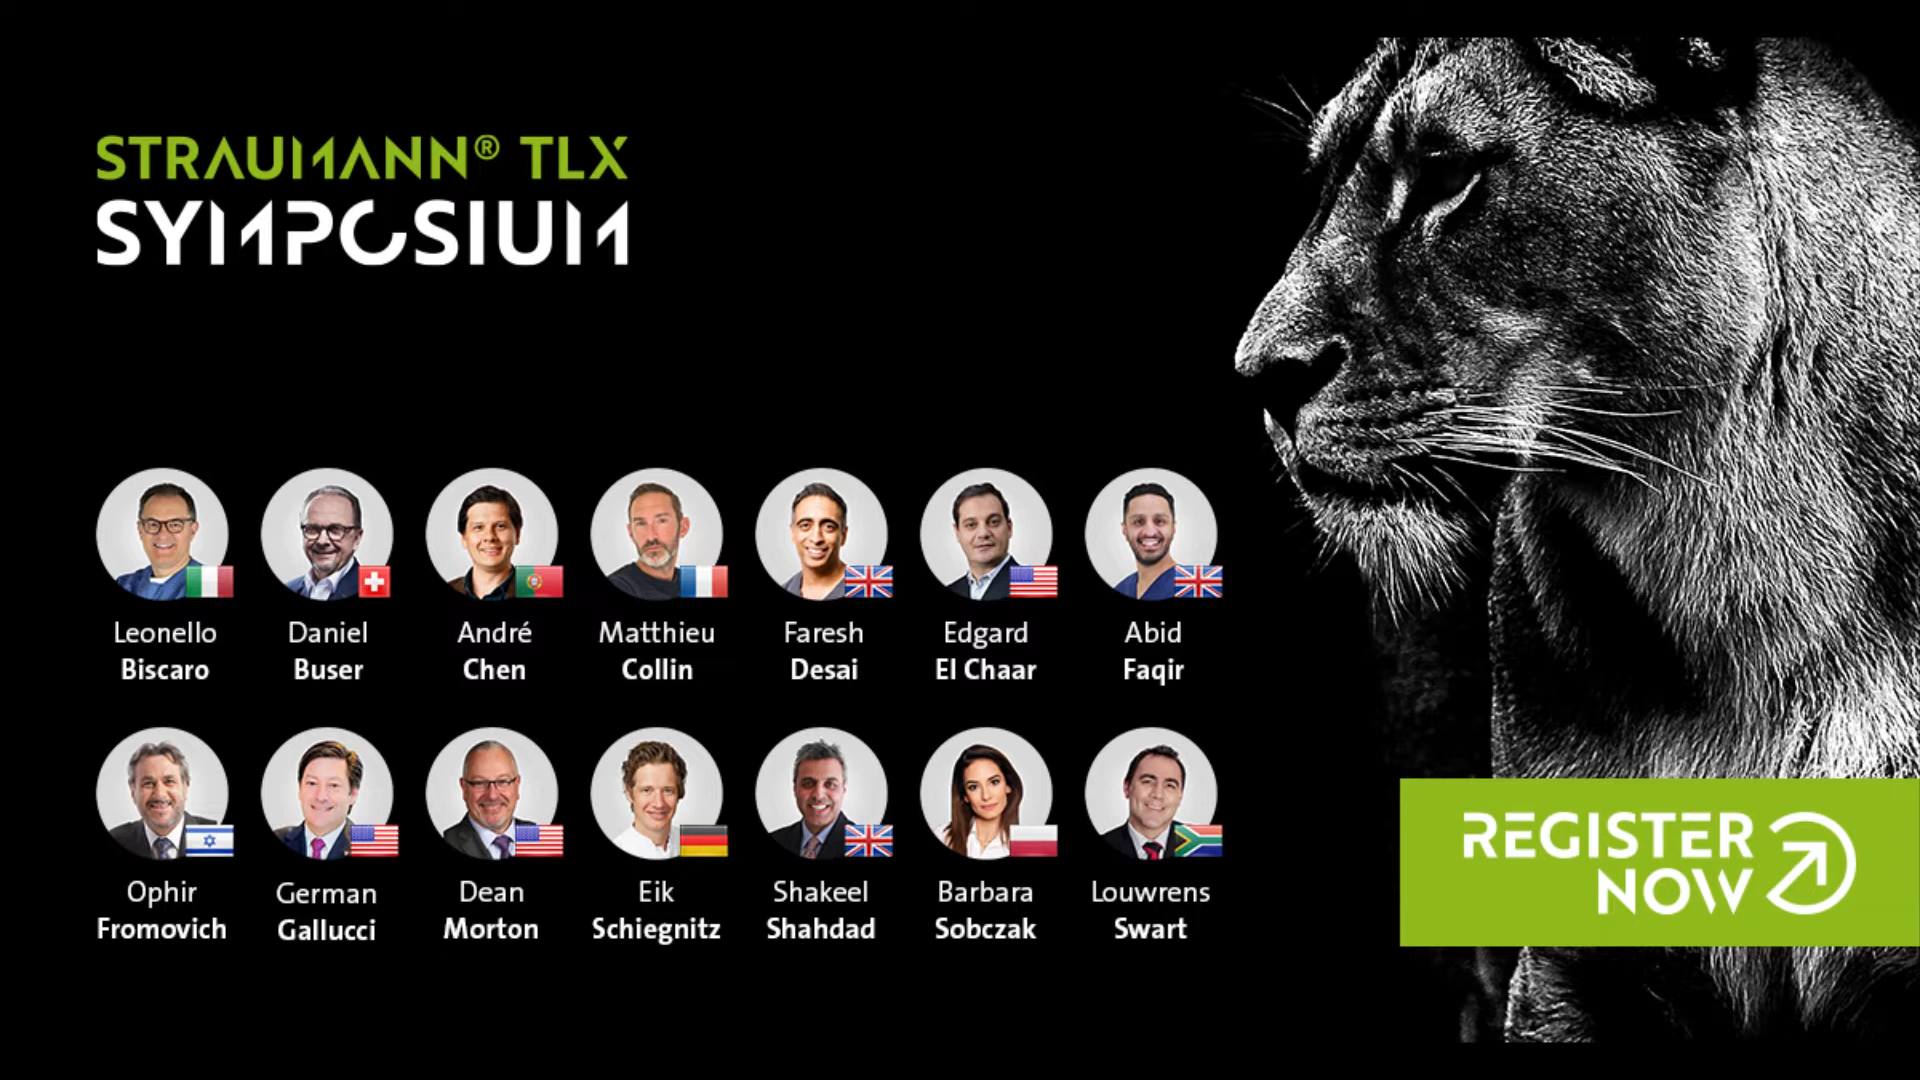 STRAUMANN® TLX
SYMPOSIUM
Leonello
Biscaro
Daniel
Buser
André
Chen
Matthieu
Collin
Faresh
Desai
Edgard
El Chaar
Abid
Faqir
Ophir
Fromovich
German
Gallucci
Dean
Morton
Eik
Schiegnitz
Shakeel
Shahdad
Barbara
Sobczak
Louwrens
Swart
REGISTER
NOW